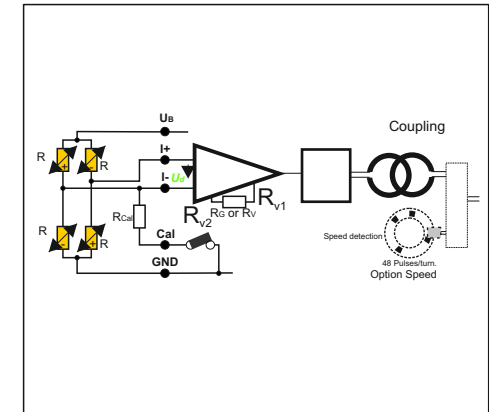 UB
Coupling
I+
R
R
+
-
I- Ud
Rv1
RG or RV
Rv2
RCal
R
R
-
+
Cal
Speed detection
GND
48 Pulses/turn.
Option Speed